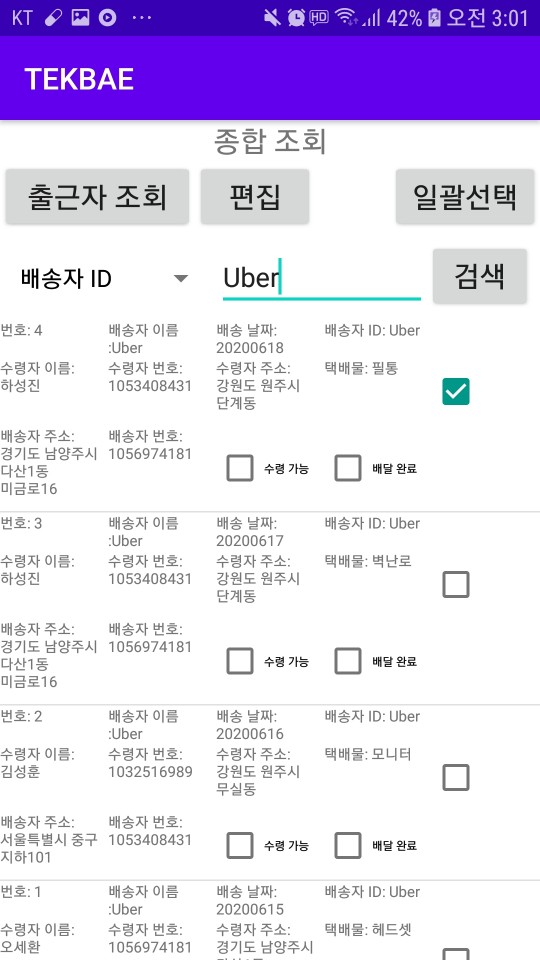 KT ... HD 42% 오전 3:01
TEKBAE
종합 조회
출근자 조회 편집 일괄선택
배송자 ID Uber 검색
번호: 4 배송자 이름 배송 날짜: 배송자 ID: Uber
:Uber 20200618
수령자 이름: 수령자 번호: 수령자 주소: 택배물: 필통
하성진 1053408431 강원도 원주시
단계동
배송자 주소: 배송자 번호:
경기도 남양주시 1056974181
다산1동 수령 가능 배달 완료
미금로16
번호: 3 배송자 이름 배송 날짜: 배송자 ID: Uber
:Uber 20200617
수령자 이름: 수령자 번호: 수령자 주소: 택배물: 벽난로
하성진 1053408431 강원도 원주시
단계동
배송자 주소: 배송자 번호:
경기도 남양주시 1056974181
다산1동 수령 가능 배달 완료
미금로16
번호: 2 배송자 이름 배송 날짜: 배송자 ID: Uber
:Uber 20200616
수령자 이름: 수령자 번호: 수령자 주소: 택배물: 모니터
김성훈 1032516989 강원도 원주시
무실동
배송자 주소: 배송자 번호:
서울특별시 중구 1053408431
지하101 수령 가능 배달 완료
번호: 1 배송자 이름 배송 날짜: 배송자 ID: Uber
:Uber 20200615
수령자 이름: 수령자 번호: 수령자 주소: 택배물: 헤드셋
오세환 1056974181 경기도 남양주시